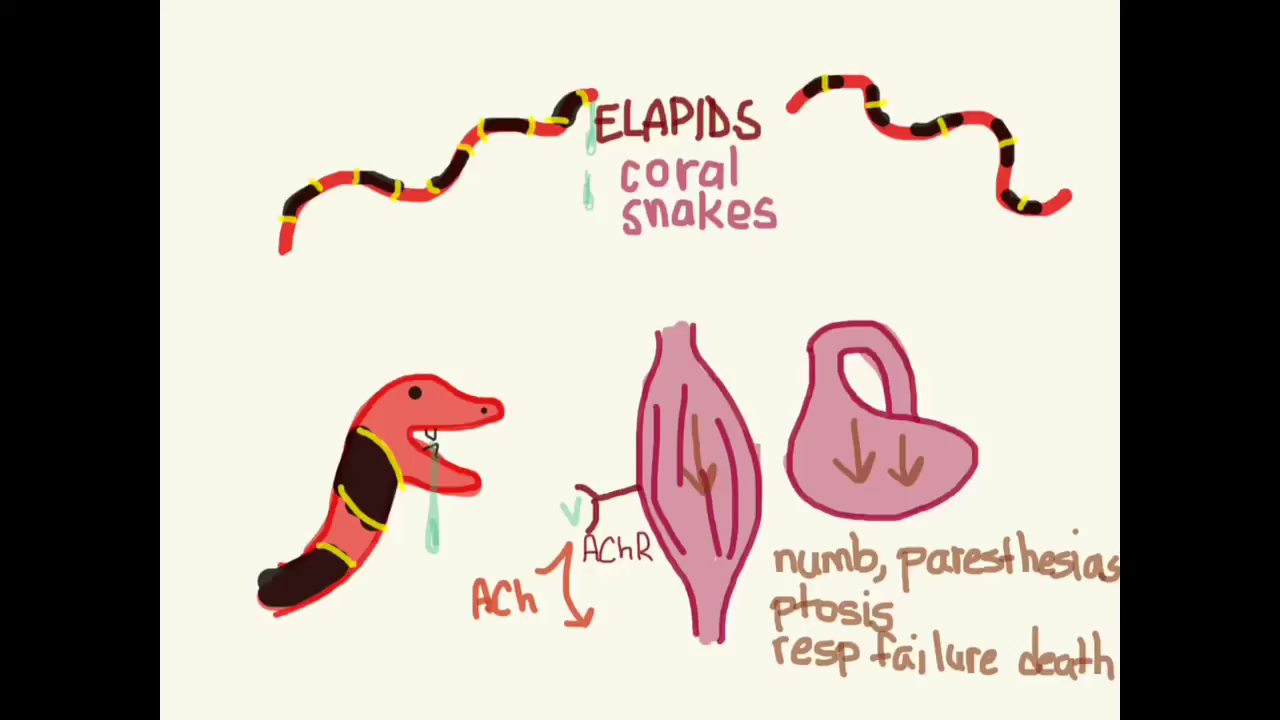 ELAPIDS
coral
snakes
V
AChR
ACh
numb, paresthesias
ptosis
resp failure death